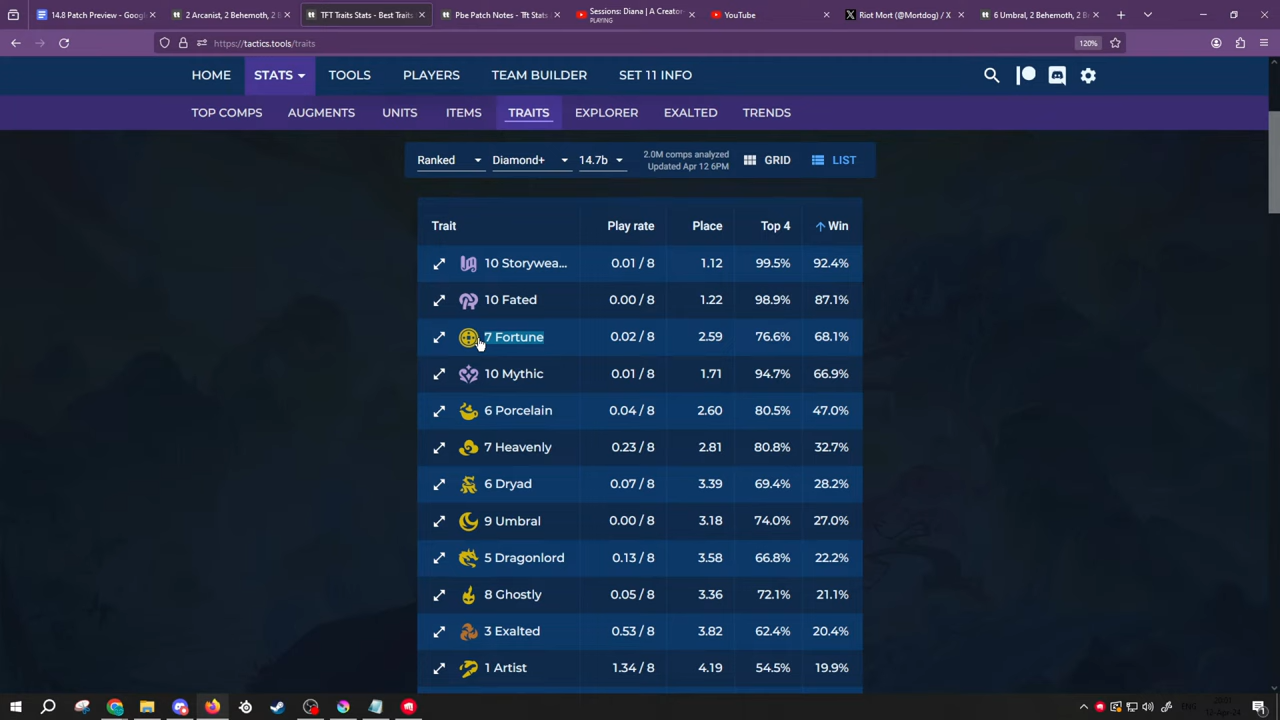 14.8 Patch Preview - Googl
2 Arcanist, 2 Behemoth, 2 B
TFT Traits Stats - Best Traits
Pbe Patch Notes - Tft Stats
Sessions: Diana | A Creator
PLAYING
YouTube
Riot Mort (@Mortdog) / X
6 Umbral, 2 Behemoth, 2 B
https://tactics.tools/traits
120%
HOME
STATS
TOOLS
PLAYERS
TEAM BUILDER
SET 11 INFO
TOP COMPS
AUGMENTS
UNITS
ITEMS
TRAITS
EXPLORER
EXALTED
TRENDS
Ranked
Diamond+
14.7b
2.0M comps analyzed
Updated Apr 12 6PM
GRID
LIST
Trait Play rate Place Top 4 Win
10 Storywea... 0.01 / 8 1.12 99.5% 92.4%
10 Fated 0.00 / 8 1.22 98.9% 87.1%
7 Fortune 0.02 / 8 2.59 76.6% 68.1%
10 Mythic 0.01 / 8 1.71 94.7% 66.9%
6 Porcelain 0.04 / 8 2.60 80.5% 47.0%
7 Heavenly 0.23 / 8 2.81 80.8% 32.7%
6 Dryad 0.07 / 8 3.39 69.4% 28.2%
9 Umbral 0.00 / 8 3.18 74.0% 27.0%
5 Dragonlord 0.13 / 8 3.58 66.8% 22.2%
8 Ghostly 0.05 / 8 3.36 72.1% 21.1%
3 Exalted 0.53 / 8 3.82 62.4% 20.4%
1 Artist 1.34 / 8 4.19 54.5% 19.9%
ENG
12-Apr-24